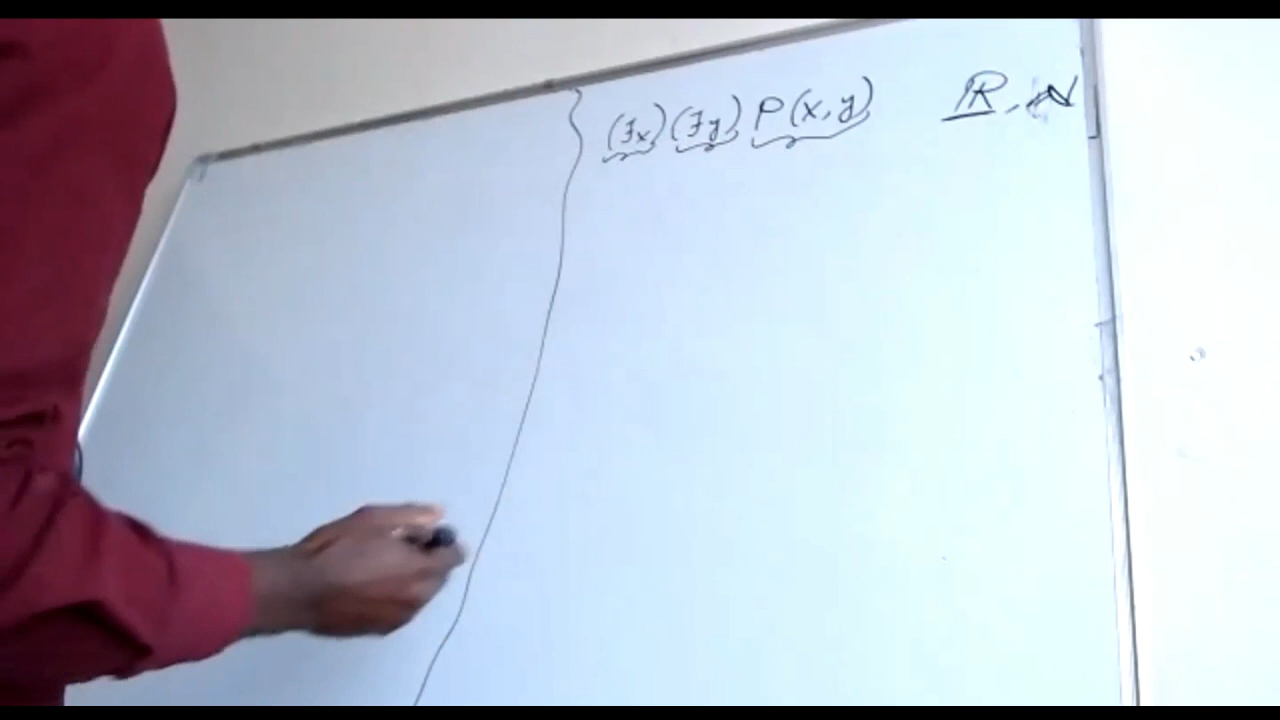 (∃x) (∃y) P(x, y) ℝ, ℕ